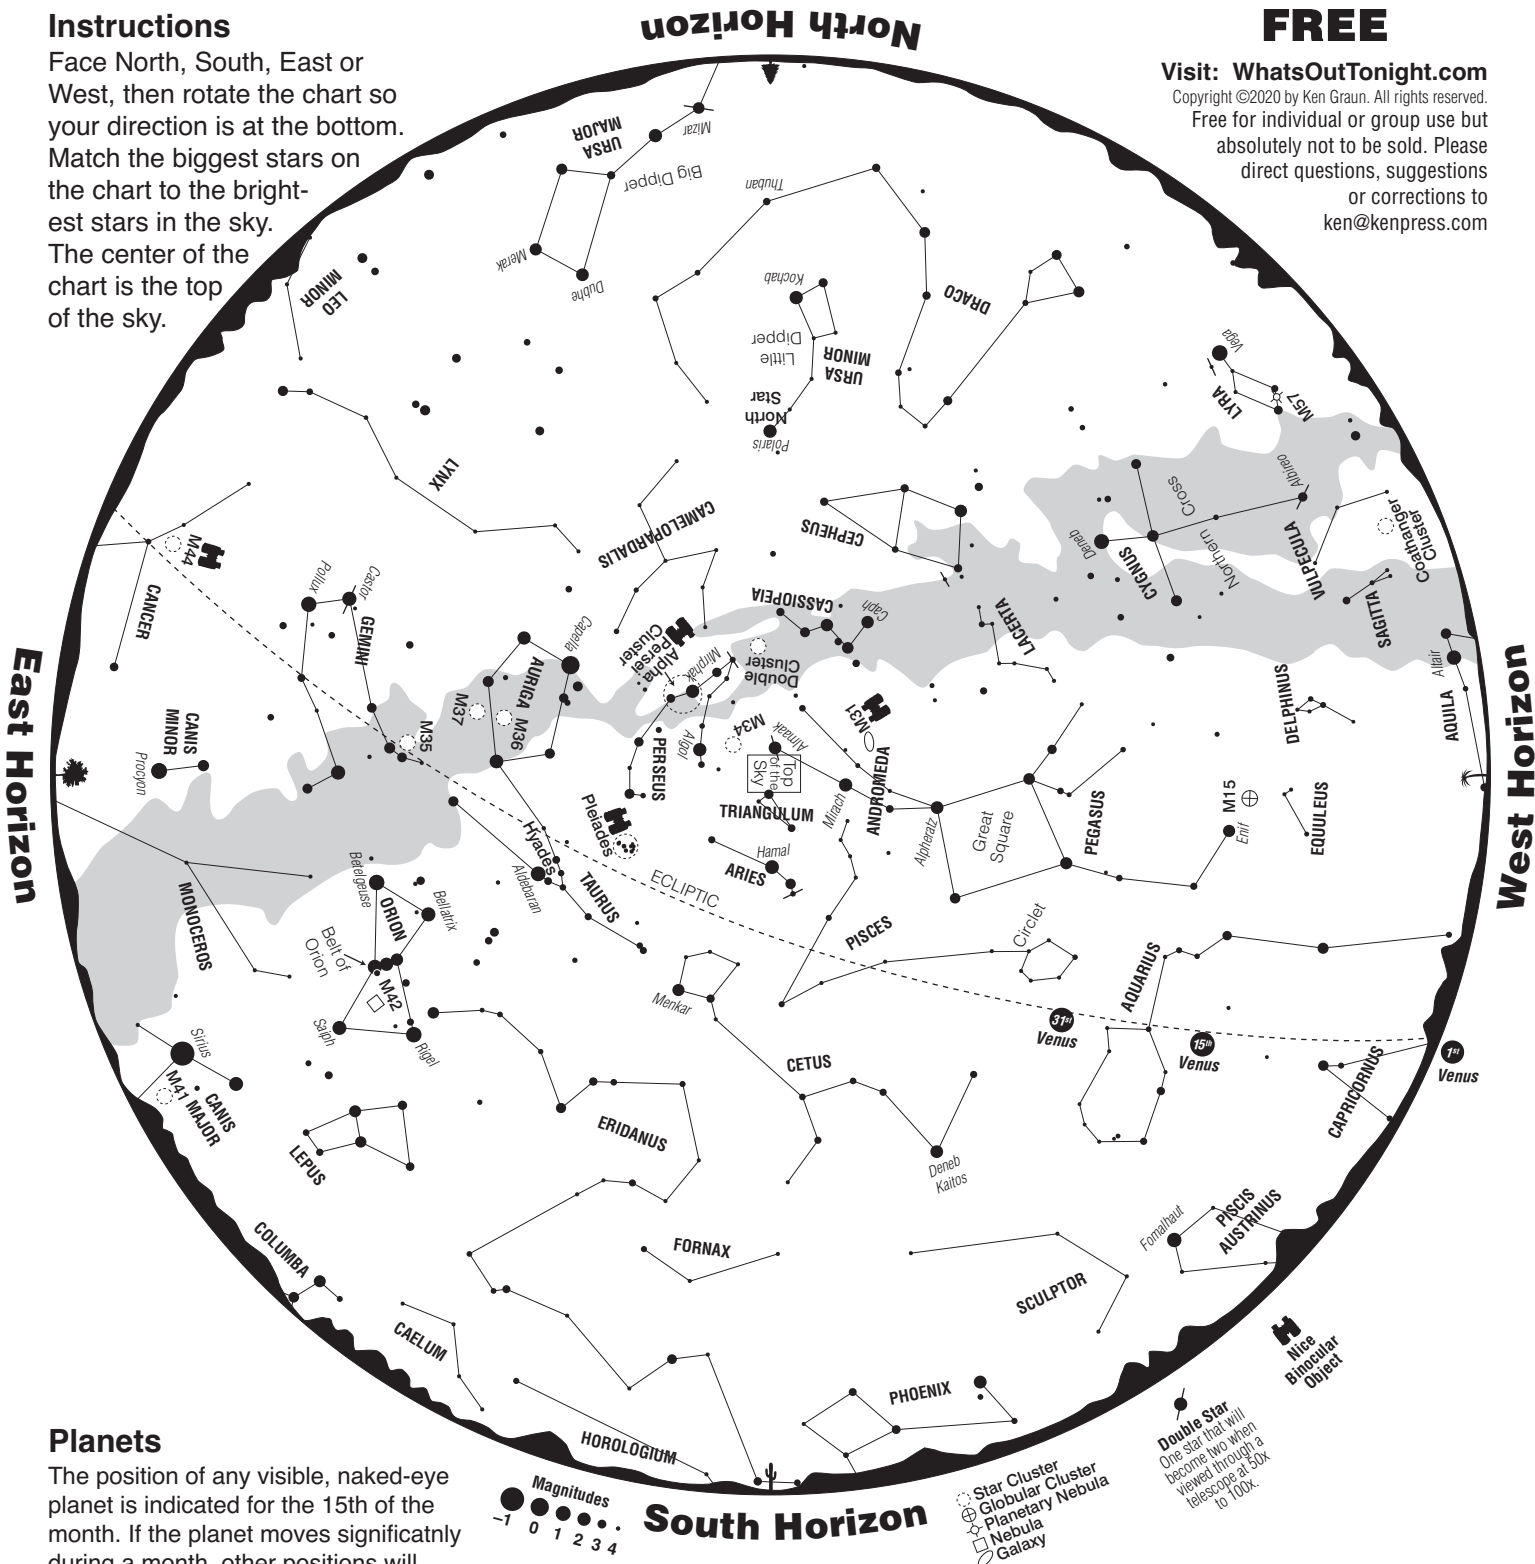 Instructions
Face North, South, East or
West, then rotate the chart so
your direction is at the bottom.
Match the biggest stars on
the chart to the bright-
est stars in the sky.
The center of the
chart is the top
of the sky.
North Horizon
FREE
Visit: WhatsOutTonight.com
Copyright ©2020 by Ken Graun. All rights reserved.
Free for individual or group use but
absolutely not to be sold. Please
direct questions, suggestions
or corrections to
ken@kenpress.com
Mizar
URSA
MAJOR
Big Dipper
Merak
Dubhe
Thuban
Kochab
Little
Dipper
URSA
MINOR
North
Star
Polaris
DRACO
LEO
MINOR
Vega
LYRA
M57
LYNX
CAMELOPARDALIS
CEPHEUS
Deneb
CYGNUS
Northern
Cross
Albireo
VULPECULA
Coathanger
Cluster
SAGITTA
M44
CANCER
Pollux
Castor
GEMINI
Capella
AURIGA
M37
M36
M35
Alpha
Persei
Cluster
Mirphak
CASSIOPEIA
Caph
Double
Cluster
LACERTA
DELPHINUS
Altair
AQUILA
East Horizon
West Horizon
CANIS
MINOR
Procyon
PERSEUS
Algol
M34
Almaak
Top
of the
Sky
M31
ANDROMEDA
Mirach
TRIANGULUM
Alpheratz
Great
Square
PEGASUS
M15
Enif
EQUULEUS
Pleiades
Hyades
Aldebaran
TAURUS
Hamal
ARIES
ECLIPTIC
MONOCEROS
Betelgeuse
Bellatrix
ORION
Belt of
Orion
M42
Saiph
Rigel
PISCES
Circlet
AQUARIUS
Menkar
CETUS
Deneb
Kaitos
31st
Venus
15th
Venus
1st
Venus
CAPRICORNUS
Sirius
M41
CANIS
MAJOR
LEPUS
ERIDANUS
Fomalhaut
PISCIS
AUSTRINUS
COLUMBA
FORNAX
SCULPTOR
CAELUM
HOROLOGIUM
PHOENIX
Nice
Binocular
Object
Double Star
One star that will
become two when
viewed through a
telescope at 50x
to 100x.
Star Cluster
Globular Cluster
Planetary Nebula
Nebula
Galaxy
South Horizon
Magnitudes
–1 0 1 2 3 4
Planets
The position of any visible, naked-eye
planet is indicated for the 15th of the
month. If the planet moves significatnly
during a month, other positions will